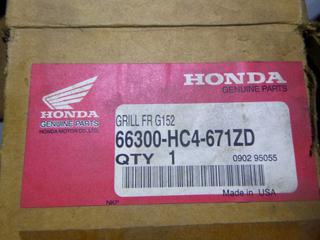 HONDA
GENUINE PARTS
HONDA
GENUINE PARTS
HONDA MOTOR CO., LTD.
GRILL FR G152
66300-HC4-671ZD
QTY 1
0902 95055
Made in USA